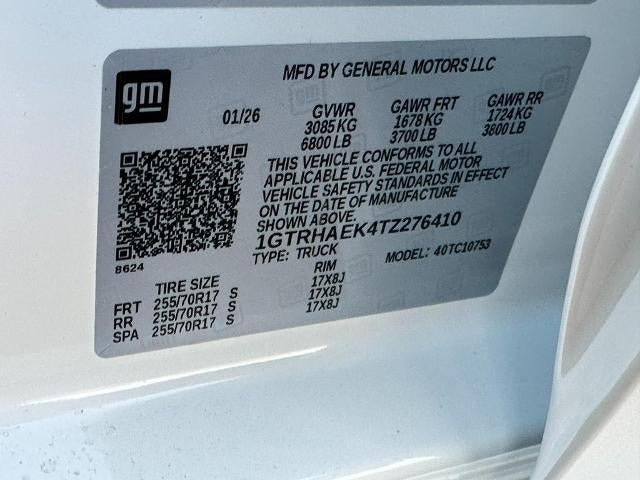 gm
MFD BY GENERAL MOTORS LLC
01/26 GVWR GAWR FRT GAWR RR
3085 KG 1678 KG 1724 KG
6800 LB 3700 LB 3800 LB
THIS VEHICLE CONFORMS TO ALL
APPLICABLE U.S. FEDERAL MOTOR
VEHICLE SAFETY STANDARDS IN EFFECT
ON THE DATE OF MANUFACTURE
SHOWN ABOVE.
1GTRHAEK4TZ276410
TYPE: TRUCK MODEL: 40TC10753
8624
TIRE SIZE RIM
FRT 255/70R17 S 17X8J
RR 255/70R17 S 17X8J
SPA 255/70R17 S 17X8J